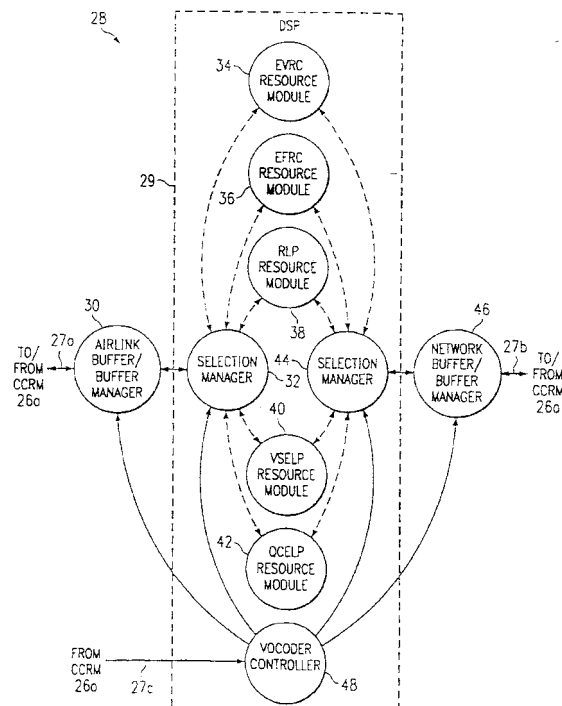 28
DSP
34
EVRC
RESOURCE
MODULE
29
EFRC
RESOURCE
MODULE
36
RLP
RESOURCE
MODULE
38
30
AIRLINK
BUFFER/
BUFFER
MANAGER
TO/
FROM
CCRM
26a
27a
SELECTION
MANAGER
32
44
SELECTION
MANAGER
46
NETWORK
BUFFER/
BUFFER
MANAGER
27b
TO/
FROM
CCRM
26a
40
VSELP
RESOURCE
MODULE
42
QCELP
RESOURCE
MODULE
FROM
CCRM
26a
27c
VOCODER
CONTROLLER
48